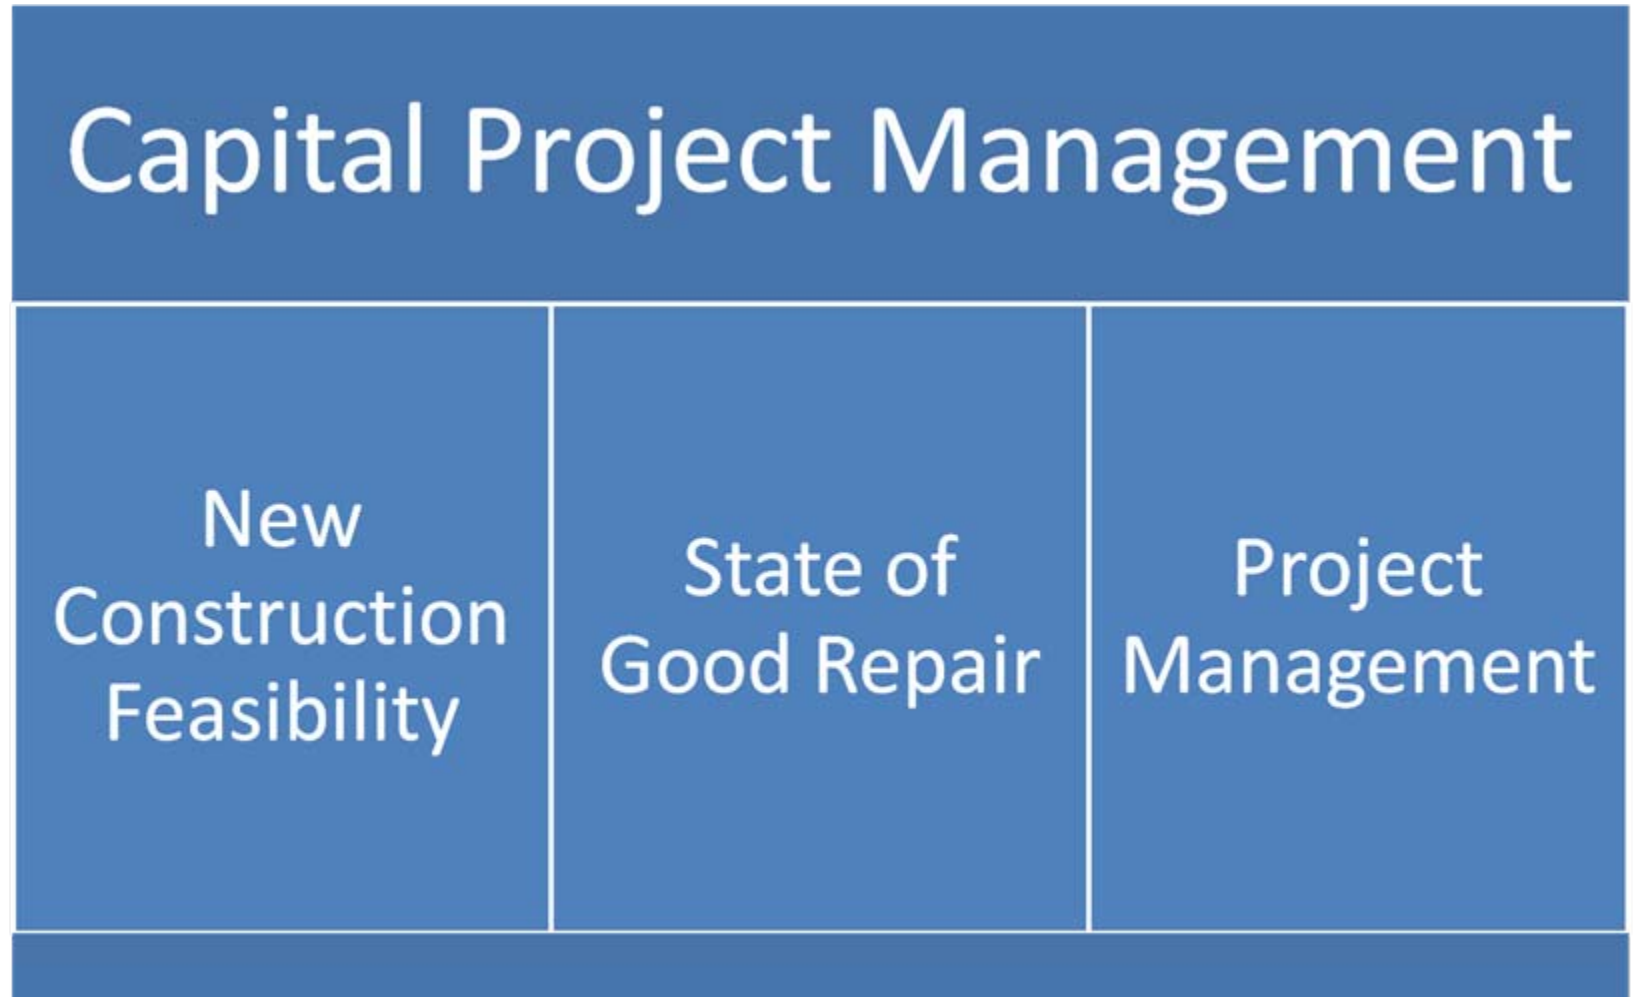 Capital Project Management
New
Construction
Feasibility
State of
Good Repair
Project
Management